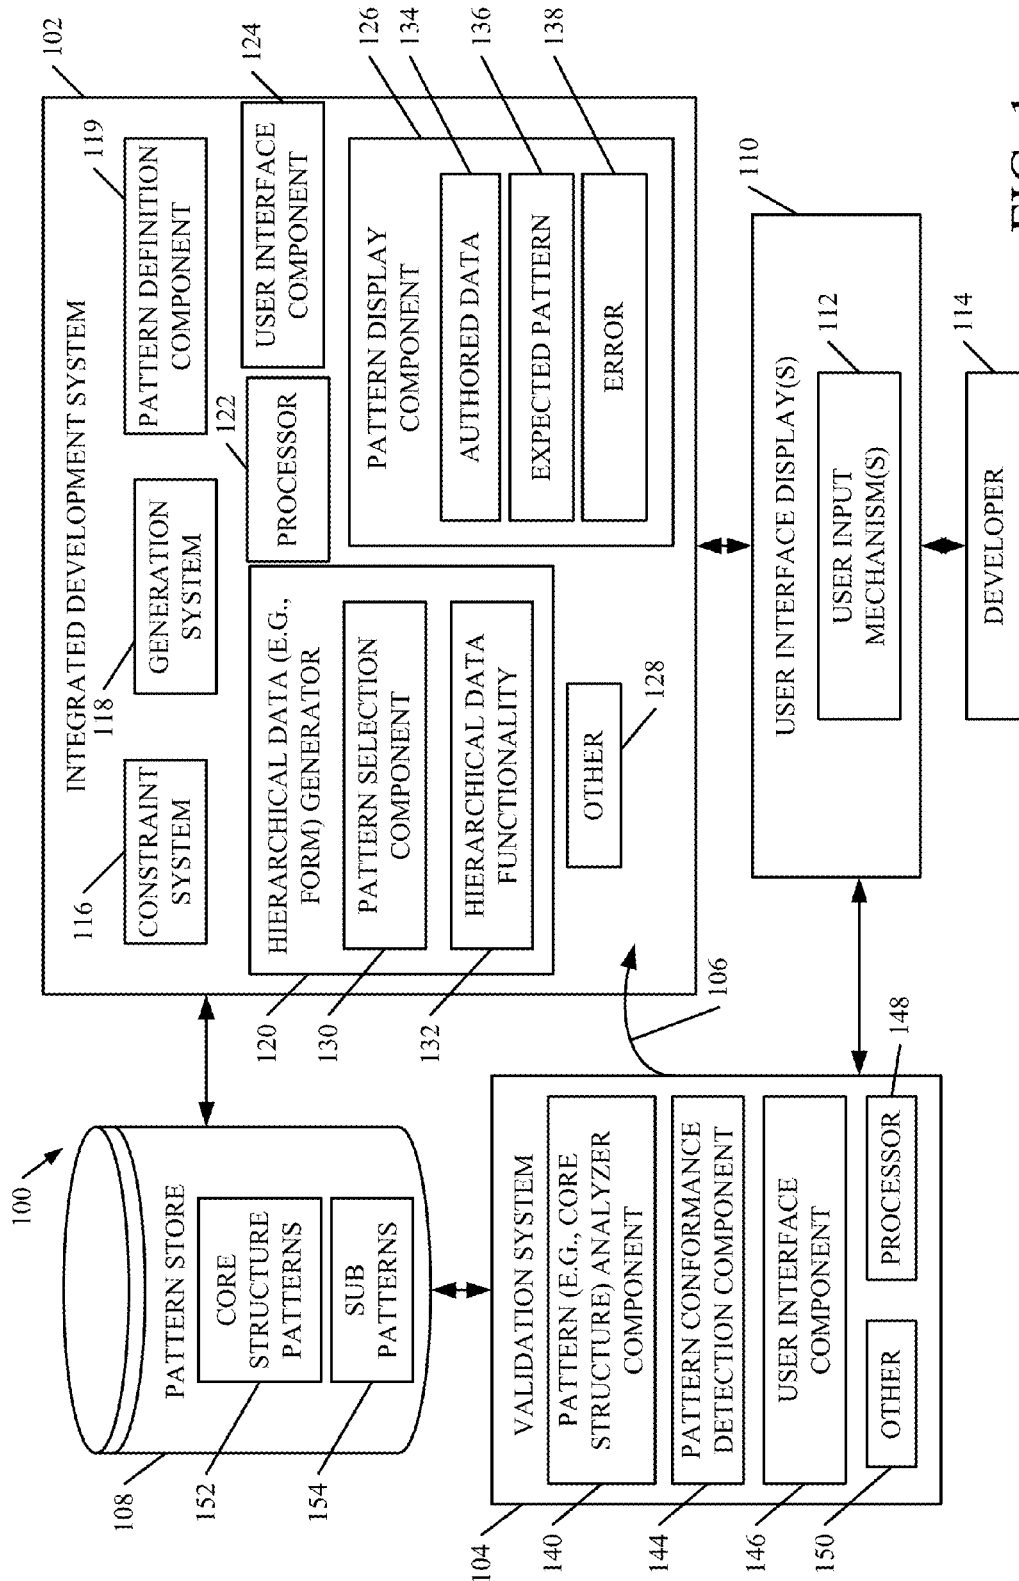 100
PATTERN STORE
CORE
STRUCTURE
PATTERNS
SUB
PATTERNS
108
152
154
INTEGRATED DEVELOPMENT SYSTEM
102
116
CONSTRAINT
SYSTEM
118
GENERATION
SYSTEM
119
PATTERN DEFINITION
COMPONENT
122
PROCESSOR
124
USER INTERFACE
COMPONENT
HIERARCHICAL DATA (E.G.,
FORM) GENERATOR
PATTERN SELECTION
COMPONENT
HIERARCHICAL DATA
FUNCTIONALITY
120
130
132
OTHER
128
PATTERN DISPLAY
COMPONENT
AUTHORED DATA
EXPECTED PATTERN
ERROR
126
134
136
138
106
VALIDATION SYSTEM
PATTERN (E.G., CORE
STRUCTURE) ANALYZER
COMPONENT
PATTERN CONFORMANCE
DETECTION COMPONENT
USER INTERFACE
COMPONENT
OTHER
PROCESSOR
148
104
140
144
146
150
USER INTERFACE DISPLAY(S)
110
USER INPUT
MECHANISM(S)
112
DEVELOPER
114